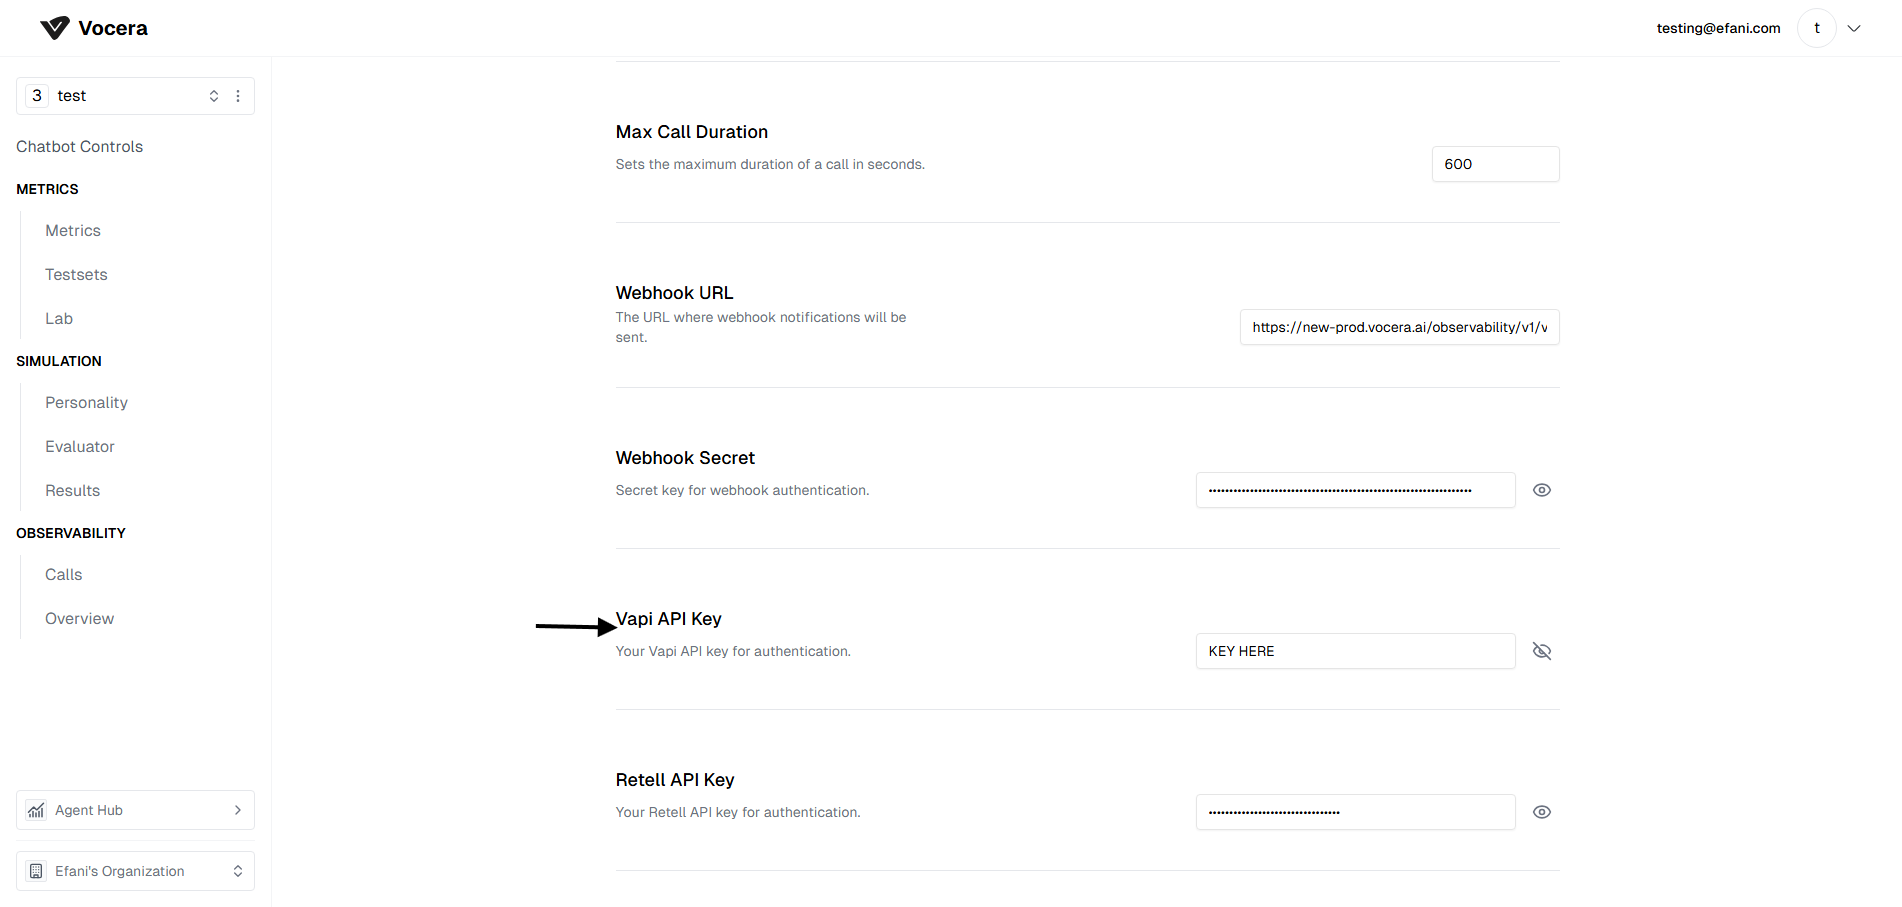 Vocera
testing@efani.com
t
3
test
Chatbot Controls
METRICS
Metrics
Testsets
Lab
SIMULATION
Personality
Evaluator
Results
OBSERVABILITY
Calls
Overview
Agent Hub
Efani's Organization
Max Call Duration
Sets the maximum duration of a call in seconds.
600
Webhook URL
The URL where webhook notifications will be
sent.
https://new-prod.vocera.ai/observability/v1/v
Webhook Secret
Secret key for webhook authentication.
Vapi API Key
Your Vapi API key for authentication.
KEY HERE
Retell API Key
Your Retell API key for authentication.